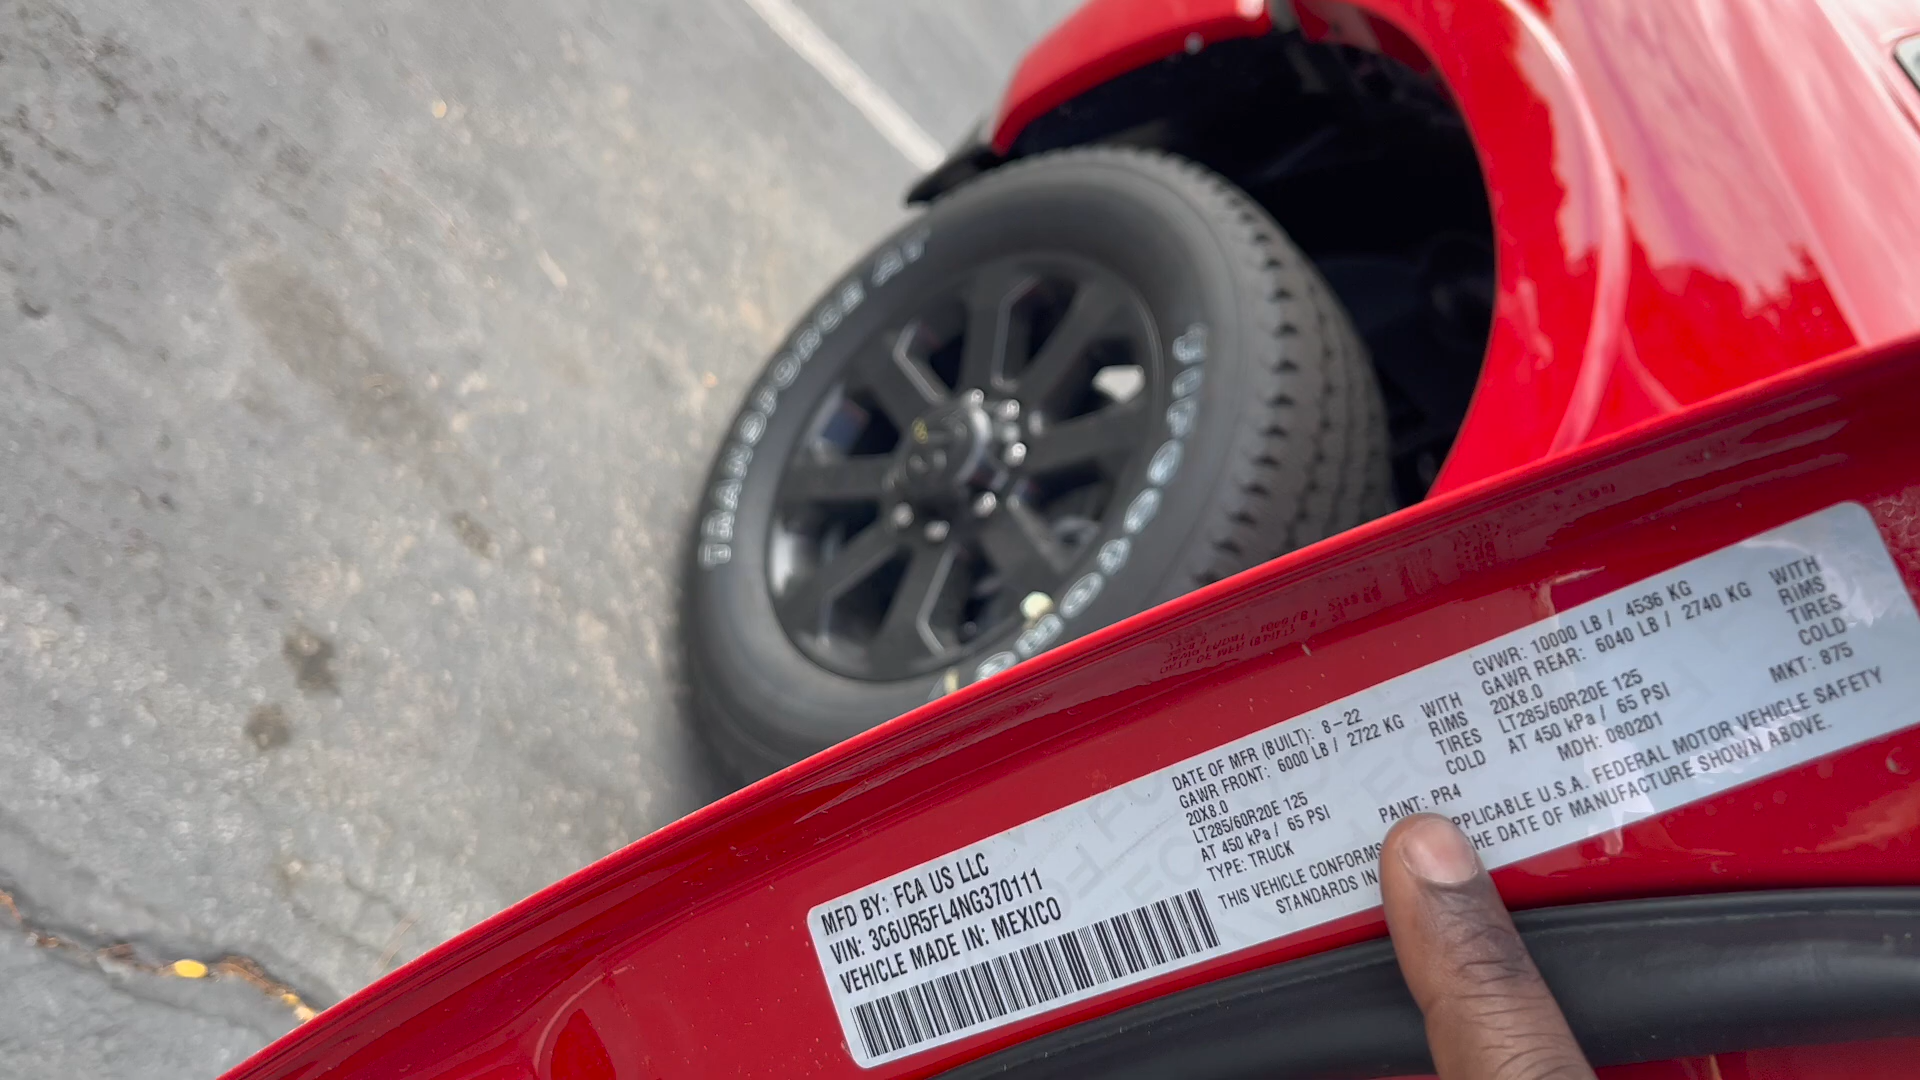 TRANSFORCE AT
Firestone
MFD BY: FCA US LLC
VIN: 3C6UR5FL4NG370111
VEHICLE MADE IN: MEXICO
DATE OF MFR (BUILT): 8-22
GAWR FRONT: 6000 LB / 2722 KG WITH
20X8.0 RIMS
LT285/60R20E 125 TIRES
AT 450 kPa / 65 PSI COLD
TYPE: TRUCK
PAINT: PR4
GVWR: 10000 LB / 4536 KG
GAWR REAR: 6040 LB / 2740 KG WITH
20X8.0 RIMS
LT285/60R20E 125 TIRES
AT 450 kPa / 65 PSI COLD
MDH: 080201 MKT: 875
THIS VEHICLE CONFORMS PPLICABLE U.S.A. FEDERAL MOTOR VEHICLE SAFETY
STANDARDS IN HE DATE OF MANUFACTURE SHOWN ABOVE.